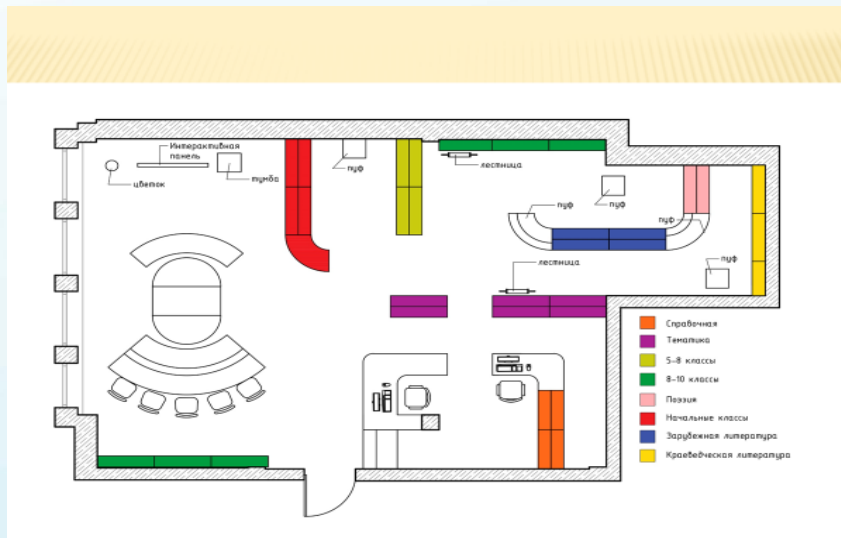 Интерактивная
панель
цветок
тумба
пуф
лестница
пуф
пуф
пуф
пуф
лестница
Справочная
Тематика
5-8 классы
8-10 классы
Поэзия
Начальные классы
Зарубежная литература
Краеведческая литература